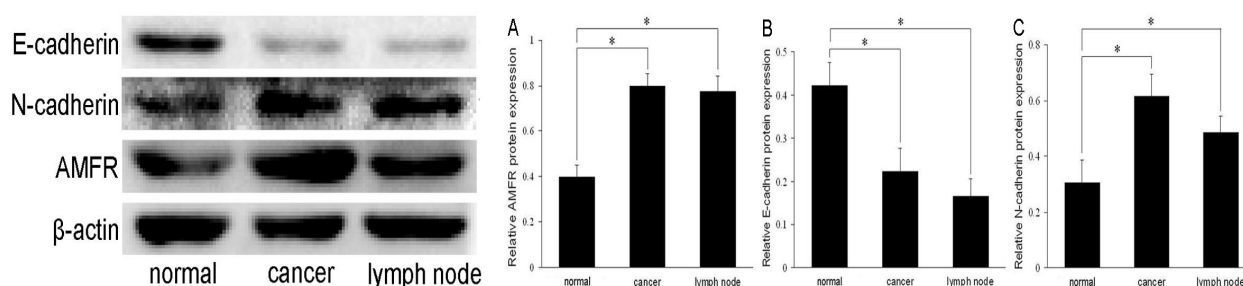 E-cadherin
N-cadherin
AMFR
β-actin
normal cancer lymph node
A
Relative AMFR protein expression
1
0.8
0.6
0.4
0.2
0
* *
normal cancer lymph node
B
Relative E-cadherin protein expression
0.5
0.4
0.3
0.2
0.1
0
* *
normal cancer lymph node
C
Relative N-cadherin protein expression
1
0.8
0.6
0.4
0.2
0
* *
normal cancer lymph node